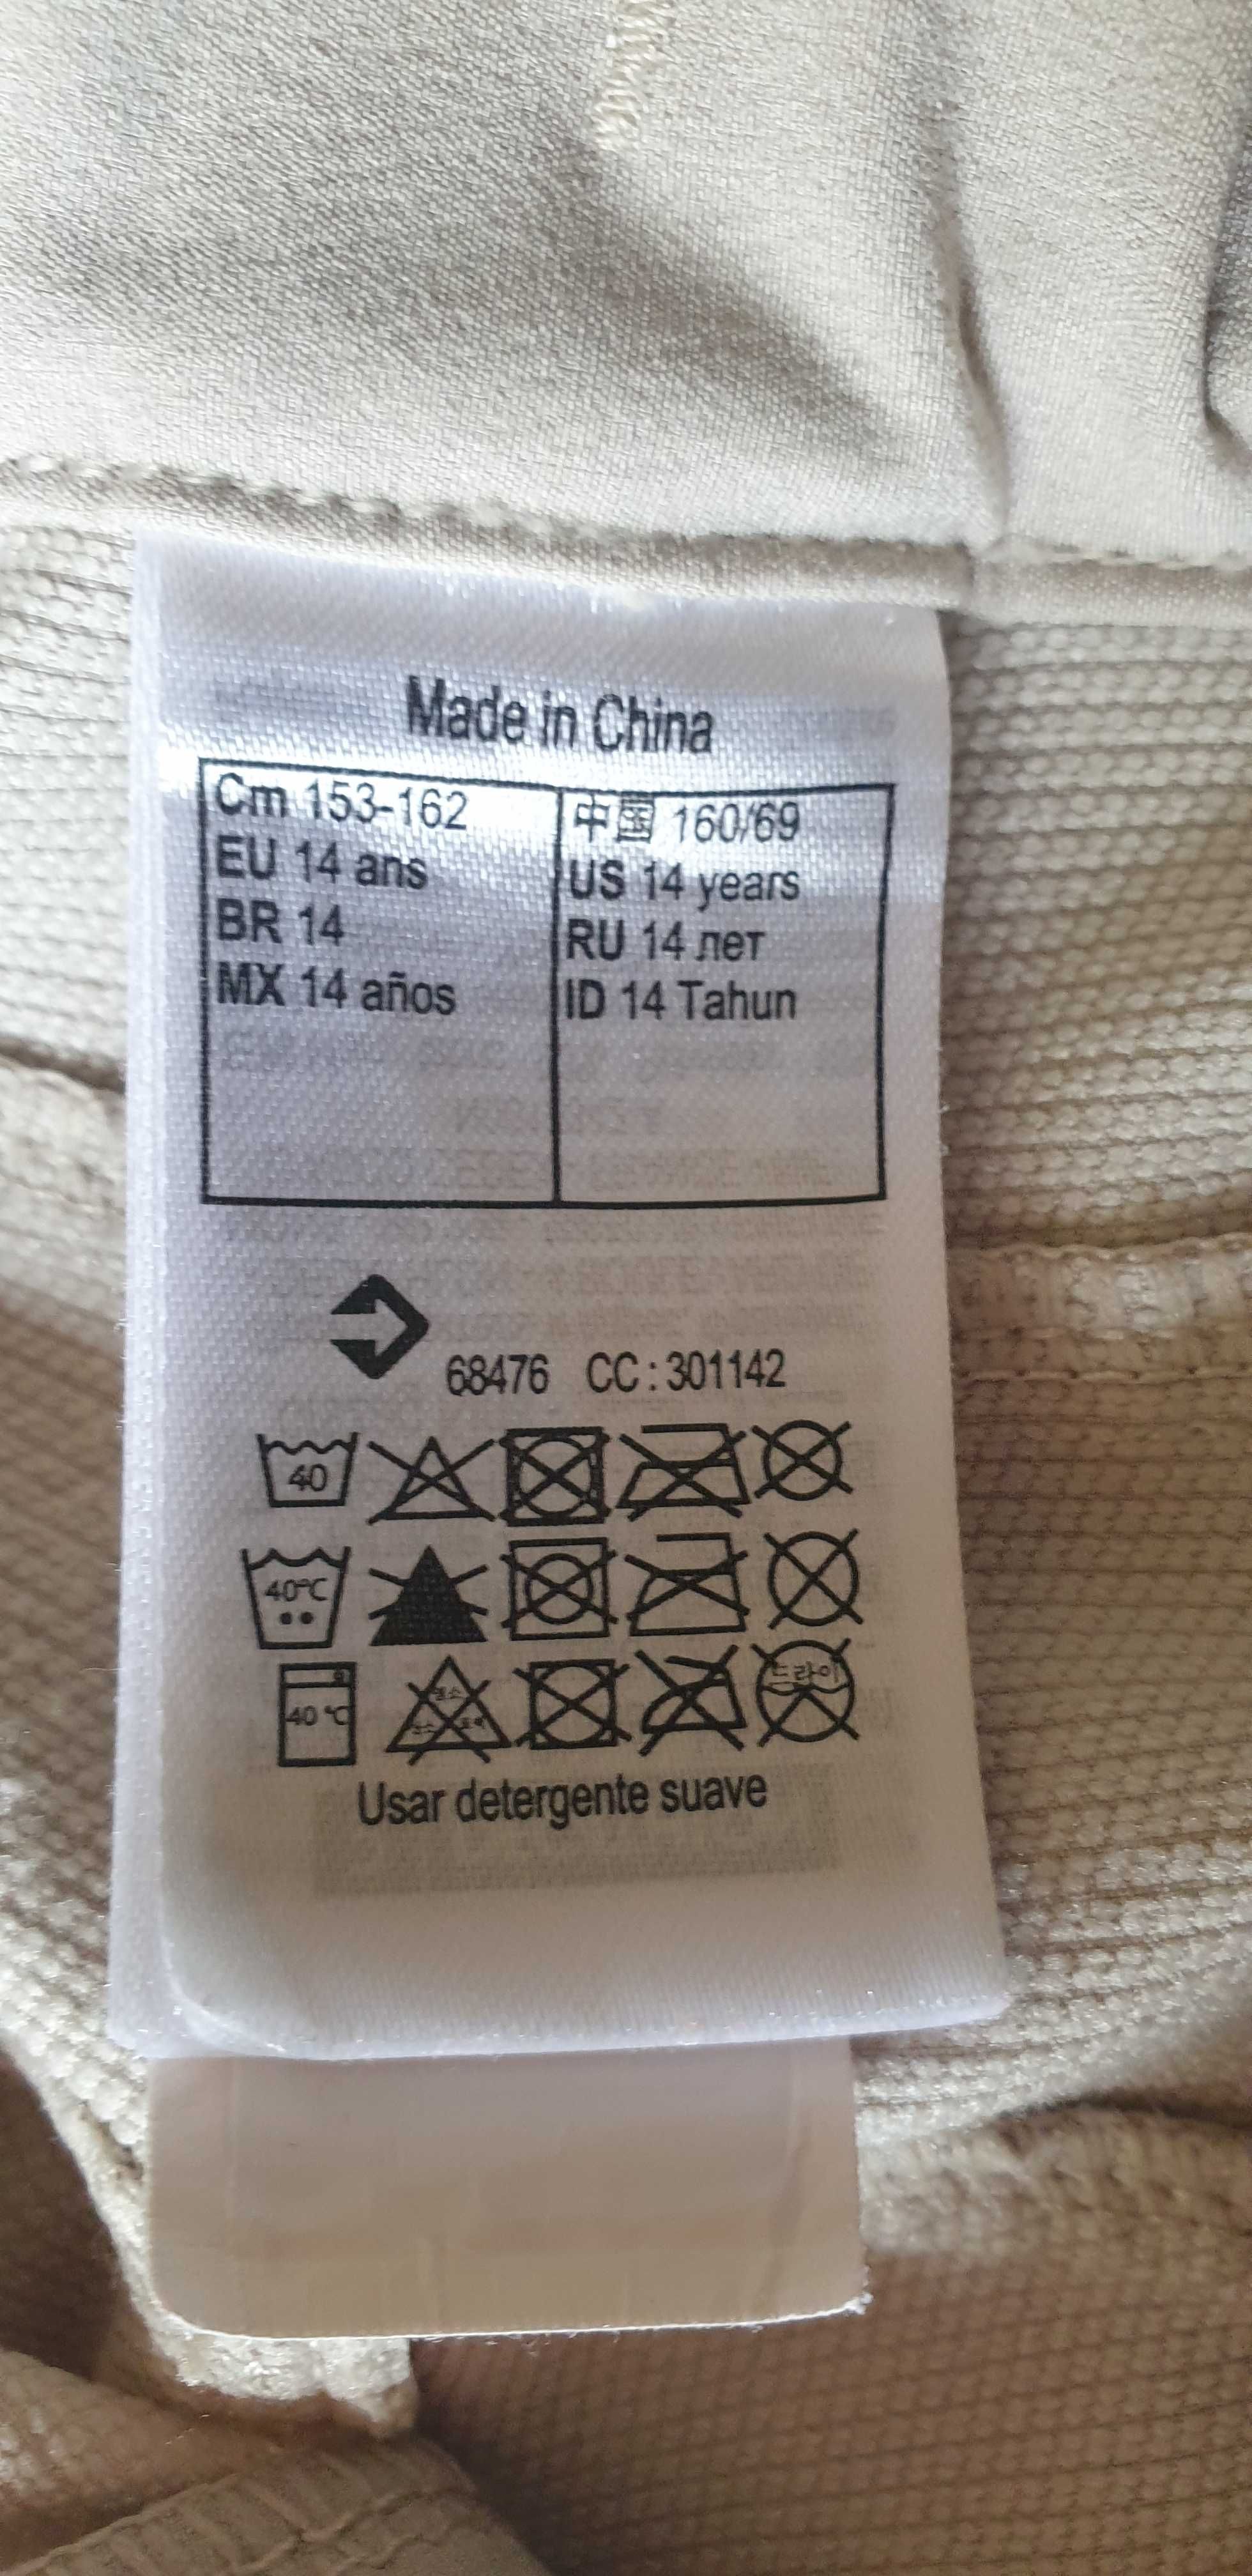 Made in China
Cm 153-162
EU 14 ans
BR 14
MX 14 años
中国 160/69
US 14 years
RU 14 лет
ID 14 Tahun
68476 CC : 301142
40
40°C
40 °C
드라이
Usar detergente suave